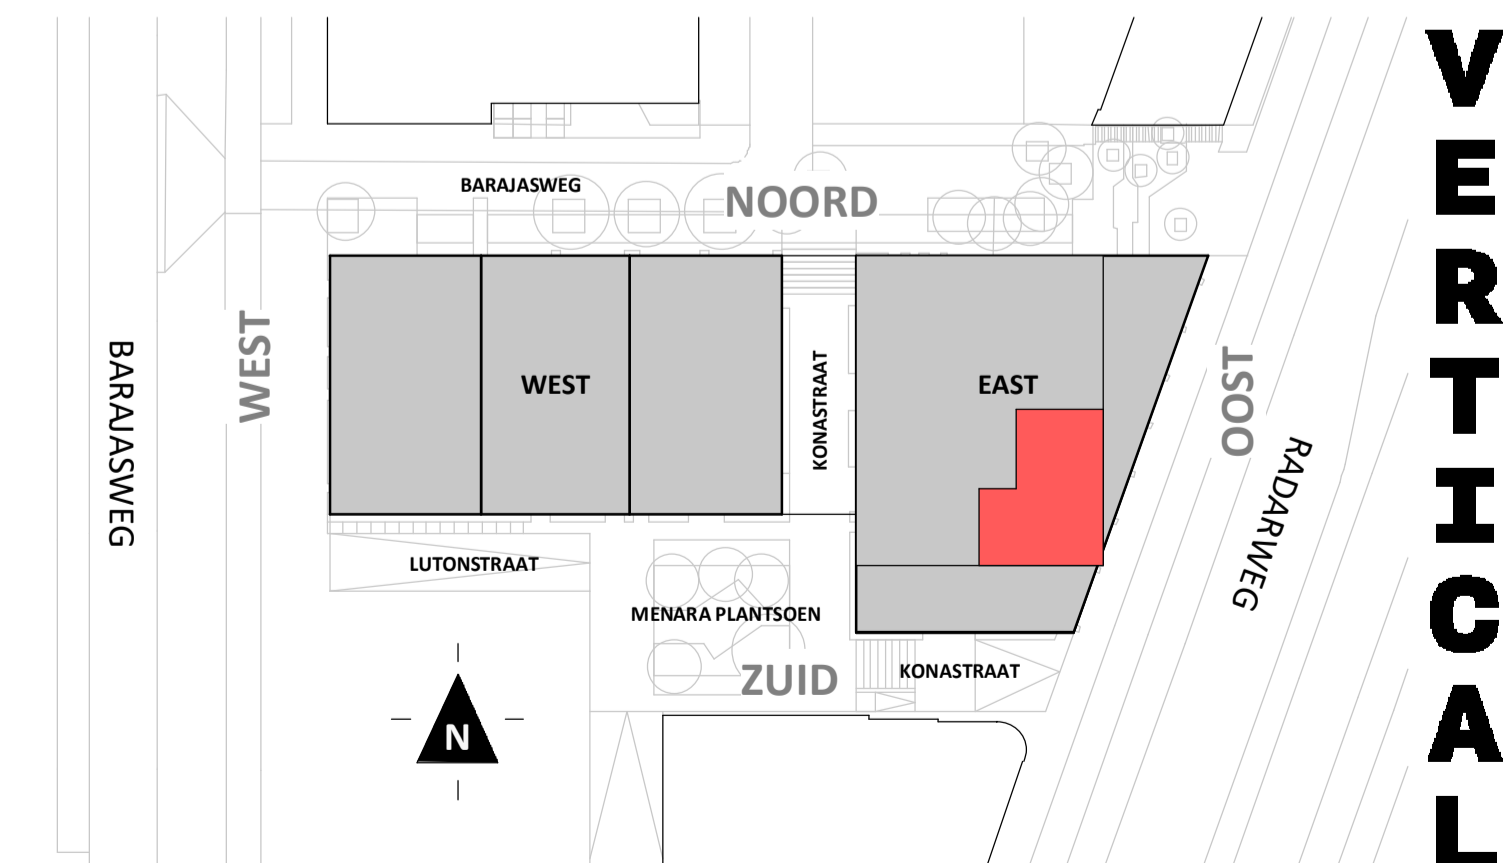 BARAJASWEG
NOORD
WEST
BARAJASWEG
WEST
KONASTRAAT
EAST
OOST
RADARWEG
LUTONSTRAAT
MENARA PLANTSOEN
ZUID
KONASTRAAT
N
VERTICAL